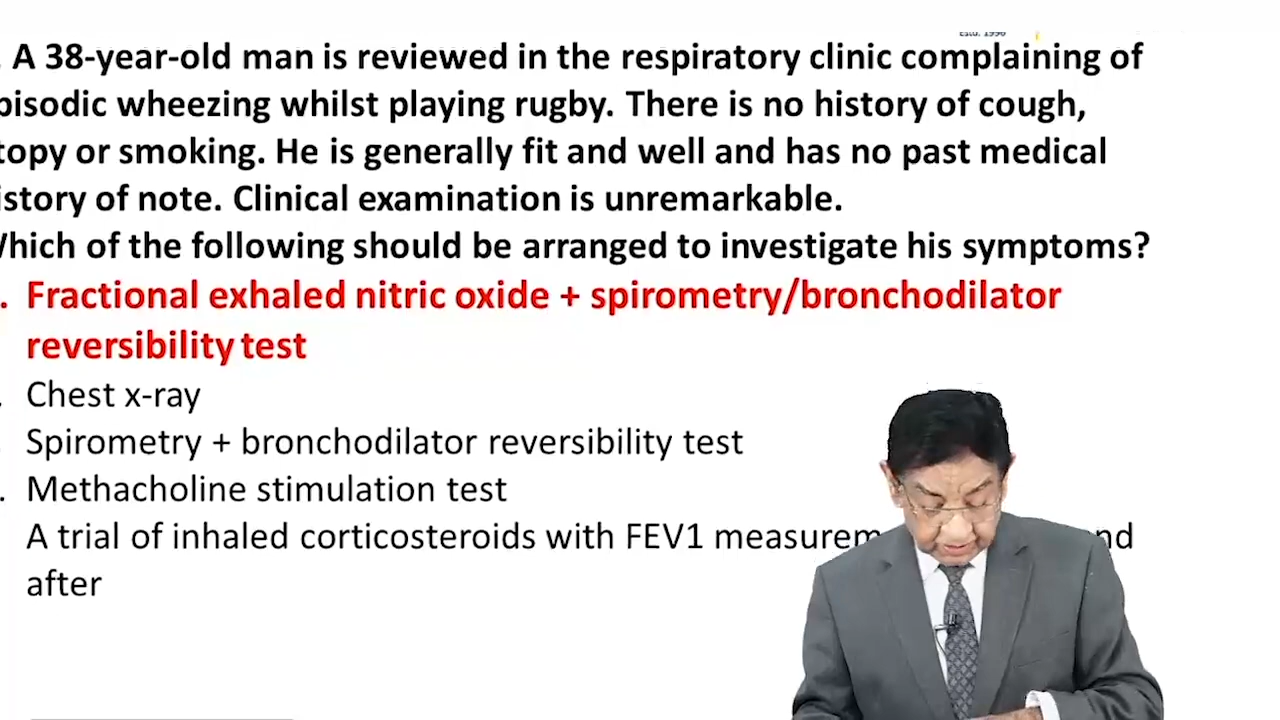 A 38-year-old man is reviewed in the respiratory clinic complaining of
pisodic wheezing whilst playing rugby. There is no history of cough,
topy or smoking. He is generally fit and well and has no past medical
istory of note. Clinical examination is unremarkable.
hich of the following should be arranged to investigate his symptoms?
. Fractional exhaled nitric oxide + spirometry/bronchodilator
reversibility test
. Chest x-ray
Spirometry + bronchodilator reversibility test
. Methacholine stimulation test
A trial of inhaled corticosteroids with FEV1 measurem nd
after